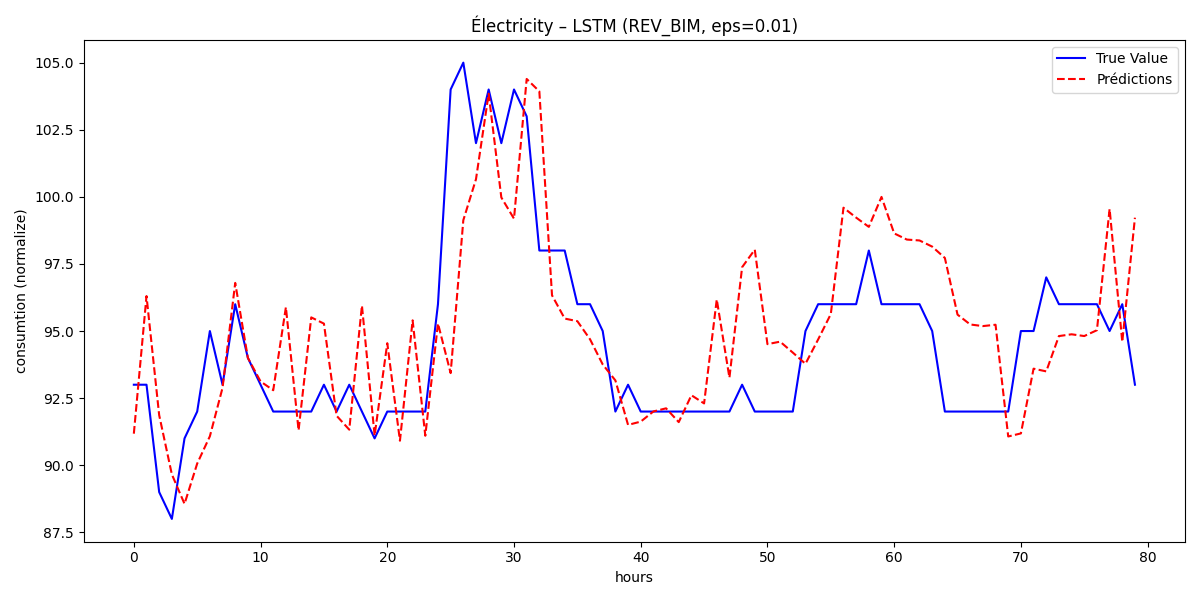 Électricity – LSTM (REV_BIM, eps=0.01)
True Value
Prédictions
consumtion (normalize)
105.0
102.5
100.0
97.5
95.0
92.5
90.0
87.5
0 10 20 30 40 50 60 70 80
hours